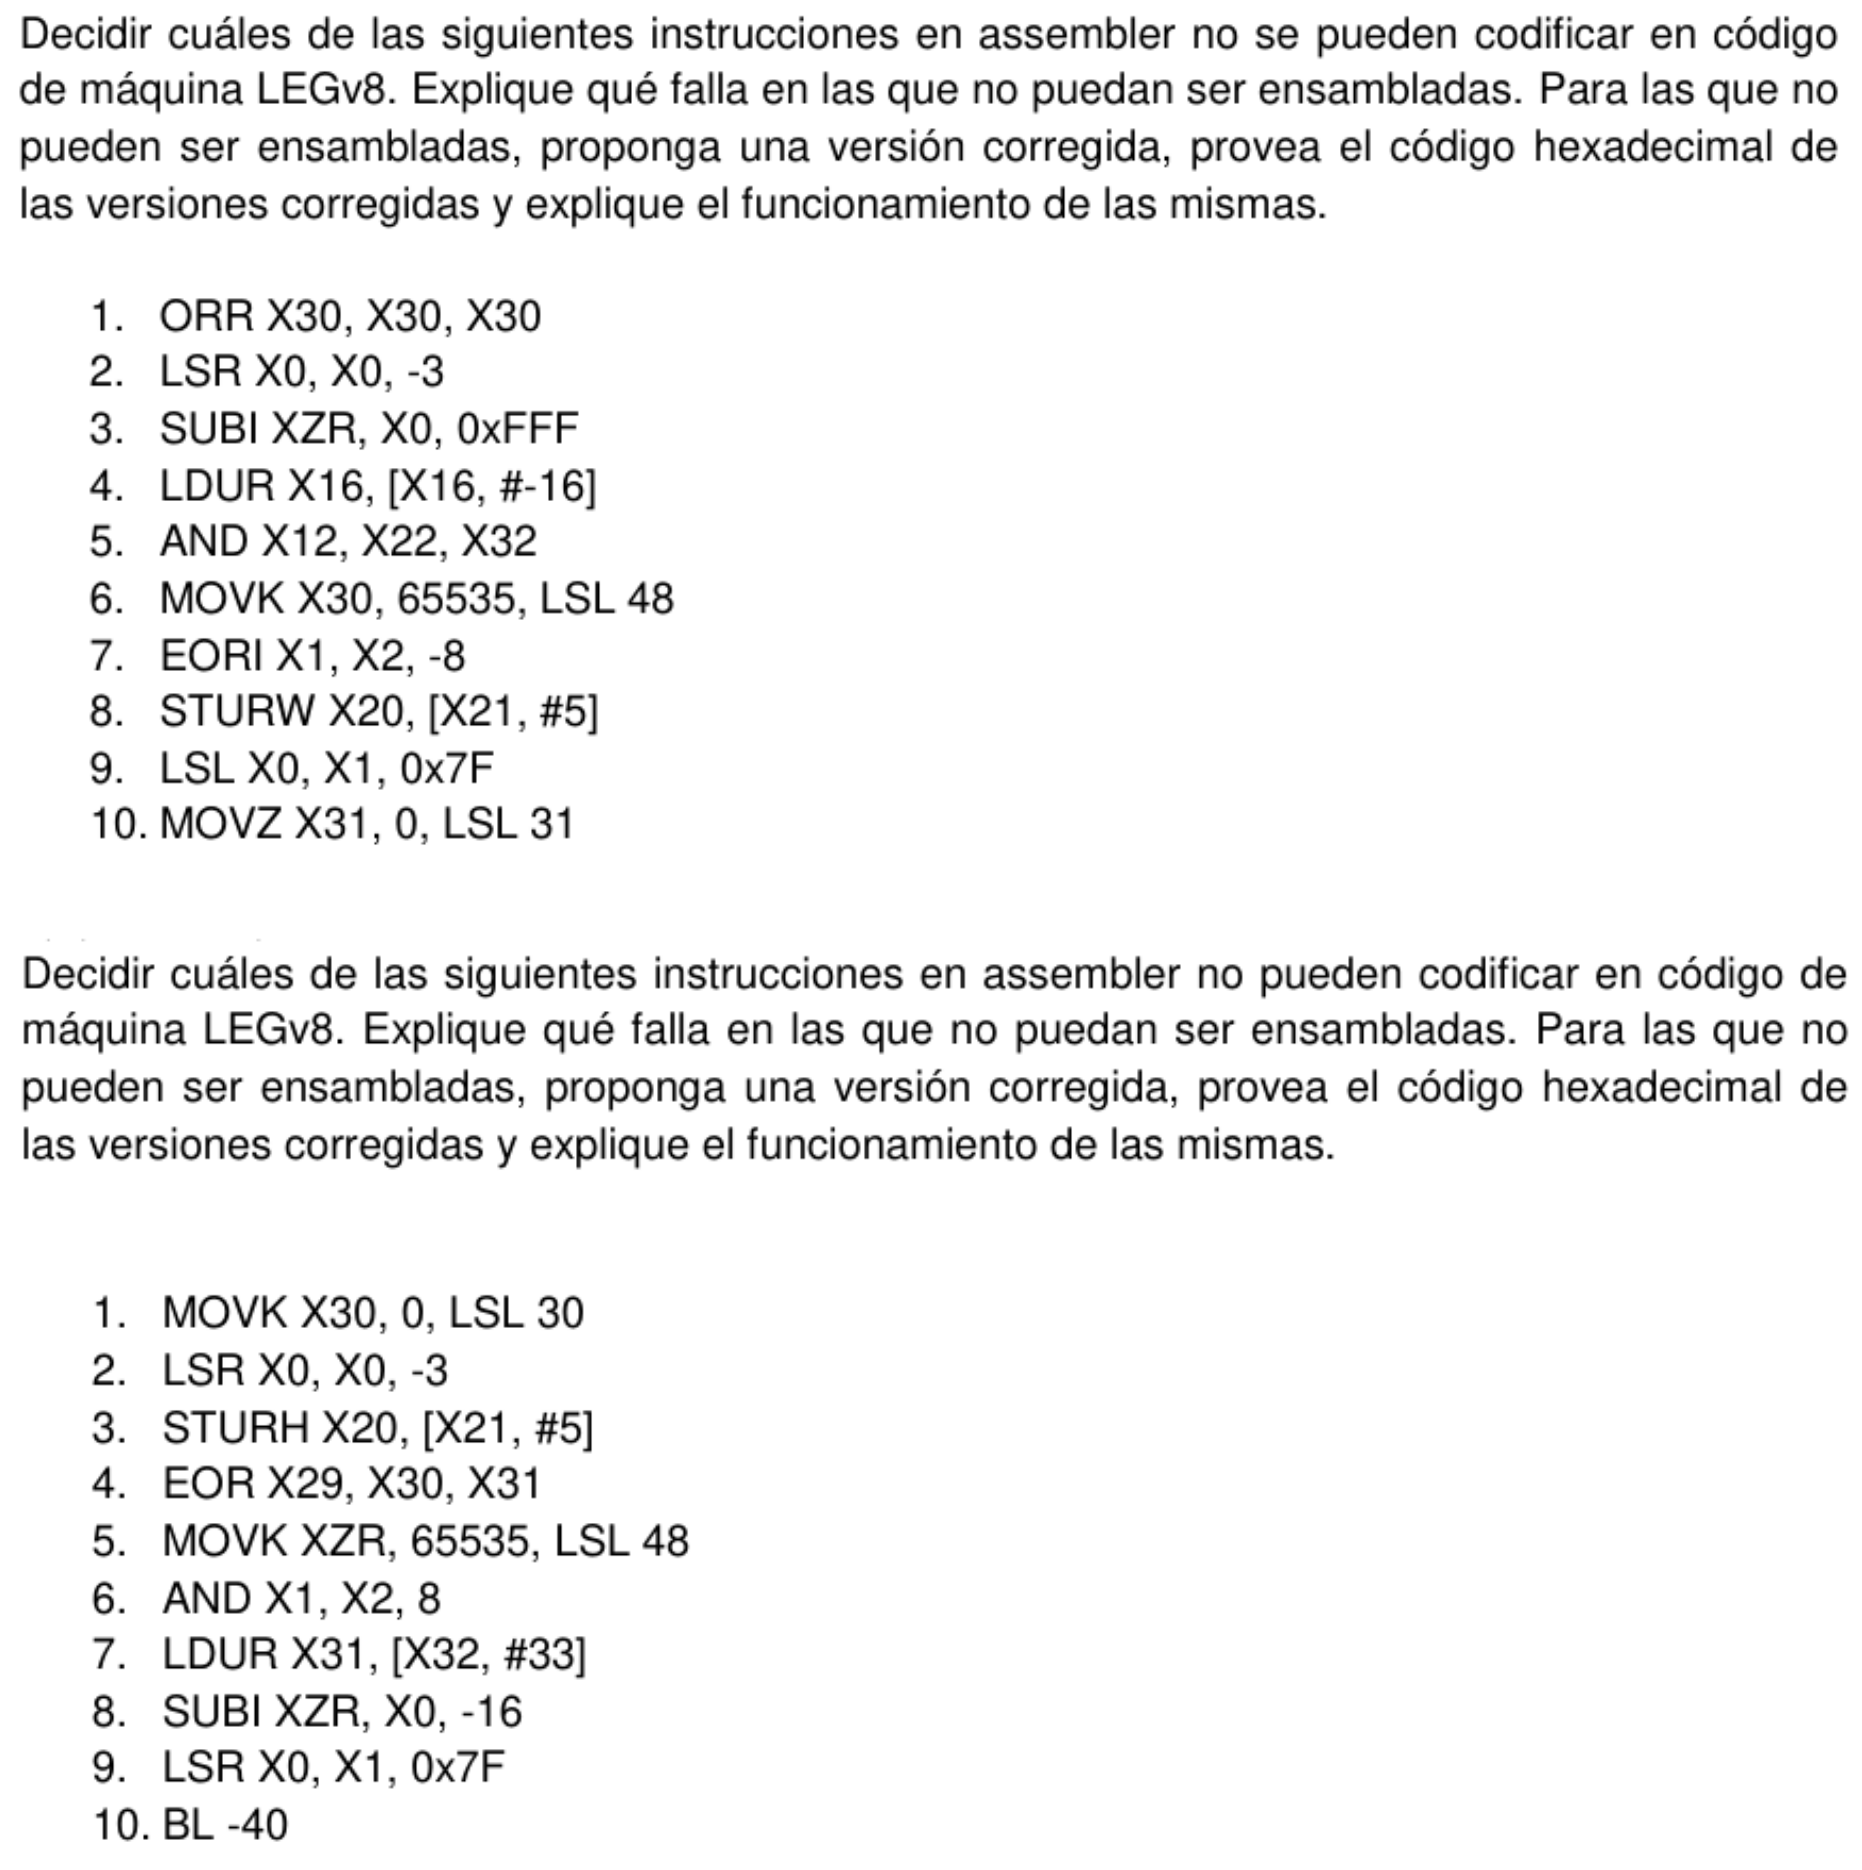 Decidir cuáles de las siguientes instrucciones en assembler no se pueden codificar en código
de máquina LEGv8. Explique qué falla en las que no puedan ser ensambladas. Para las que no
pueden ser ensambladas, proponga una versión corregida, provea el código hexadecimal de
las versiones corregidas y explique el funcionamiento de las mismas.
1. ORR X30, X30, X30
2. LSR X0, X0, -3
3. SUBI XZR, X0, 0xFFF
4. LDUR X16, [X16, #-16]
5. AND X12, X22, X32
6. MOVK X30, 65535, LSL 48
7. EORI X1, X2, -8
8. STURW X20, [X21, #5]
9. LSL X0, X1, 0x7F
10. MOVZ X31, 0, LSL 31
Decidir cuáles de las siguientes instrucciones en assembler no pueden codificar en código de
máquina LEGv8. Explique qué falla en las que no puedan ser ensambladas. Para las que no
pueden ser ensambladas, proponga una versión corregida, provea el código hexadecimal de
las versiones corregidas y explique el funcionamiento de las mismas.
1. MOVK X30, 0, LSL 30
2. LSR X0, X0, -3
3. STURH X20, [X21, #5]
4. EOR X29, X30, X31
5. MOVK XZR, 65535, LSL 48
6. AND X1, X2, 8
7. LDUR X31, [X32, #33]
8. SUBI XZR, X0, -16
9. LSR X0, X1, 0x7F
10. BL -40